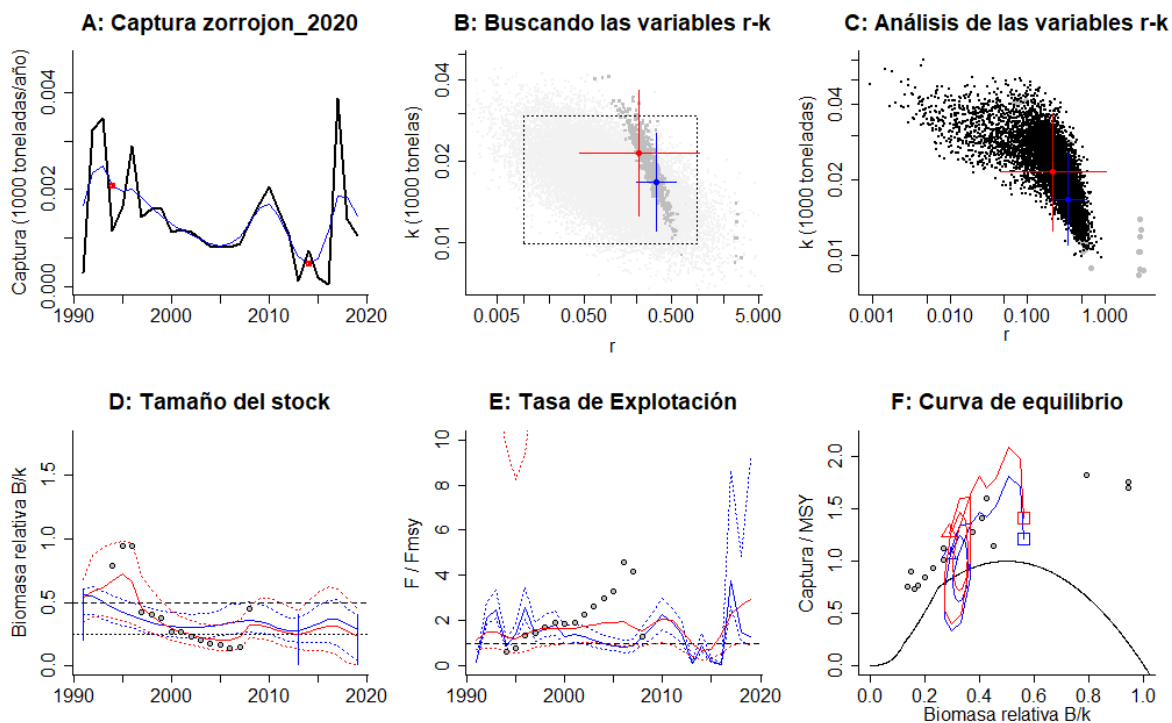 A: Captura zorrojon_2020
Captura (1000 toneladas/año)
0.004
0.002
0.000
1990 2000 2010 2020
B: Buscando las variables r-k
k (1000 tonelas)
0.04
0.02
0.01
0.005 0.050 0.500 5.000
r
C: Análisis de las variables r-k
k (1000 toneladas)
0.04
0.02
0.01
0.001 0.010 0.100 1.000
r
D: Tamaño del stock
Biomasa relativa B/k
1.5
1.0
0.5
0.0
1990 2000 2010 2020
E: Tasa de Explotación
F / Fmsy
10
8
6
4
2
0
1990 2000 2010 2020
F: Curva de equilibrio
Captura / MSY
2.0
1.5
1.0
0.5
0.0
0.0 0.2 0.4 0.6 0.8 1.0
Biomasa relativa B/k